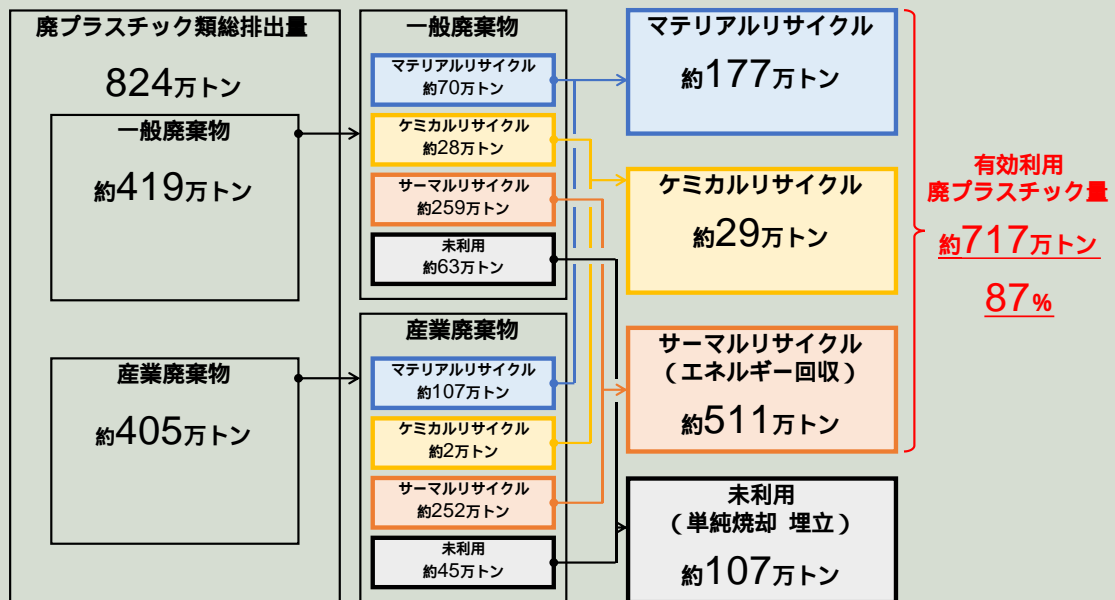 廃プラスチック類総排出量
824万トン
一般廃棄物
約419万トン
産業廃棄物
約405万トン
一般廃棄物
マテリアルリサイクル
約70万トン
ケミカルリサイクル
約28万トン
サーマルリサイクル
約259万トン
未利用
約63万トン
産業廃棄物
マテリアルリサイクル
約107万トン
ケミカルリサイクル
約2万トン
サーマルリサイクル
約252万トン
未利用
約45万トン
マテリアルリサイクル
約177万トン
ケミカルリサイクル
約29万トン
サーマルリサイクル
(エネルギー回収)
約511万トン
未利用
(単純焼却 埋立)
約107万トン
有効利用
廃プラスチック量
約717万トン
87%